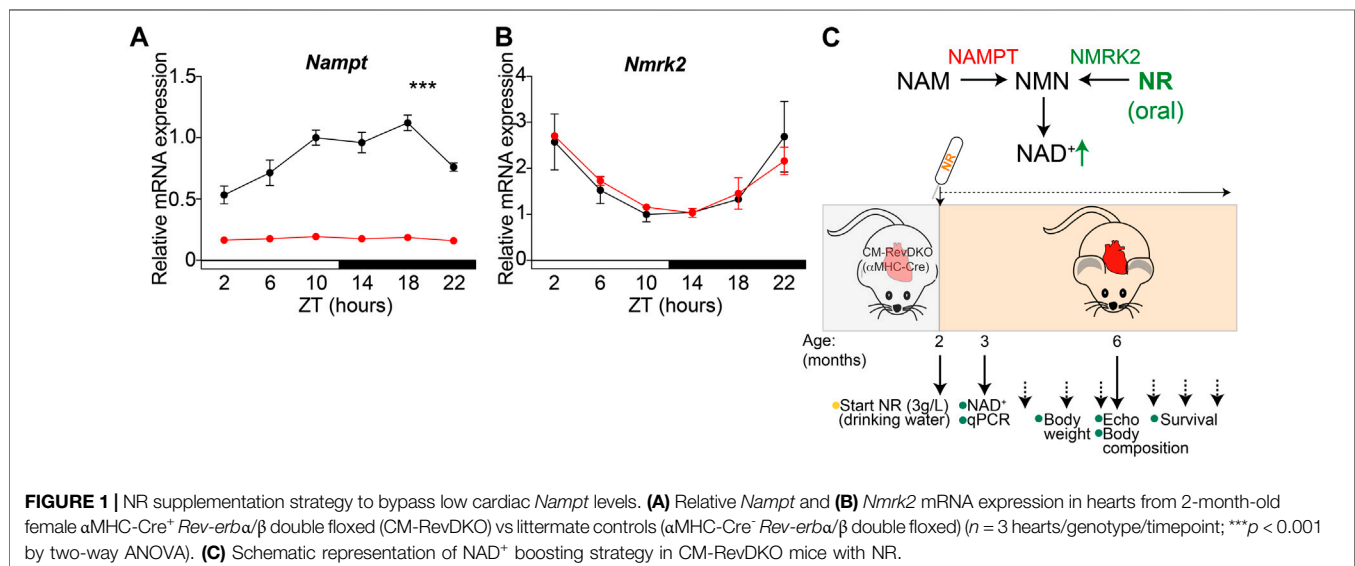 A
Nampt
Relative mRNA expression
1.5
1.0
0.5
0
***
2 6 10 14 18 22
ZT (hours)
B
Nmrk2
Relative mRNA expression
4
3
2
1
0
2 6 10 14 18 22
ZT (hours)
C
NAMPT NMRK2
NAM NMN NR
(oral)
NAD⁺
NR
CM-RevDKO
(αMHC-Cre)
Age: 2 3 6
(months)
Start NR (3g/L)
(drinking water)
NAD⁺
qPCR
Body
weight
Echo
Body
composition
Survival
FIGURE 1 | NR supplementation strategy to bypass low cardiac Nampt levels. (A) Relative Nampt and (B) Nmrk2 mRNA expression in hearts from 2-month-old
female αMHC-Cre⁺ Rev-erbα/β double floxed (CM-RevDKO) vs littermate controls (αMHC-Cre⁻ Rev-erbα/β double floxed) (n = 3 hearts/genotype/timepoint; ***p < 0.001
by two-way ANOVA). (C) Schematic representation of NAD⁺ boosting strategy in CM-RevDKO mice with NR.